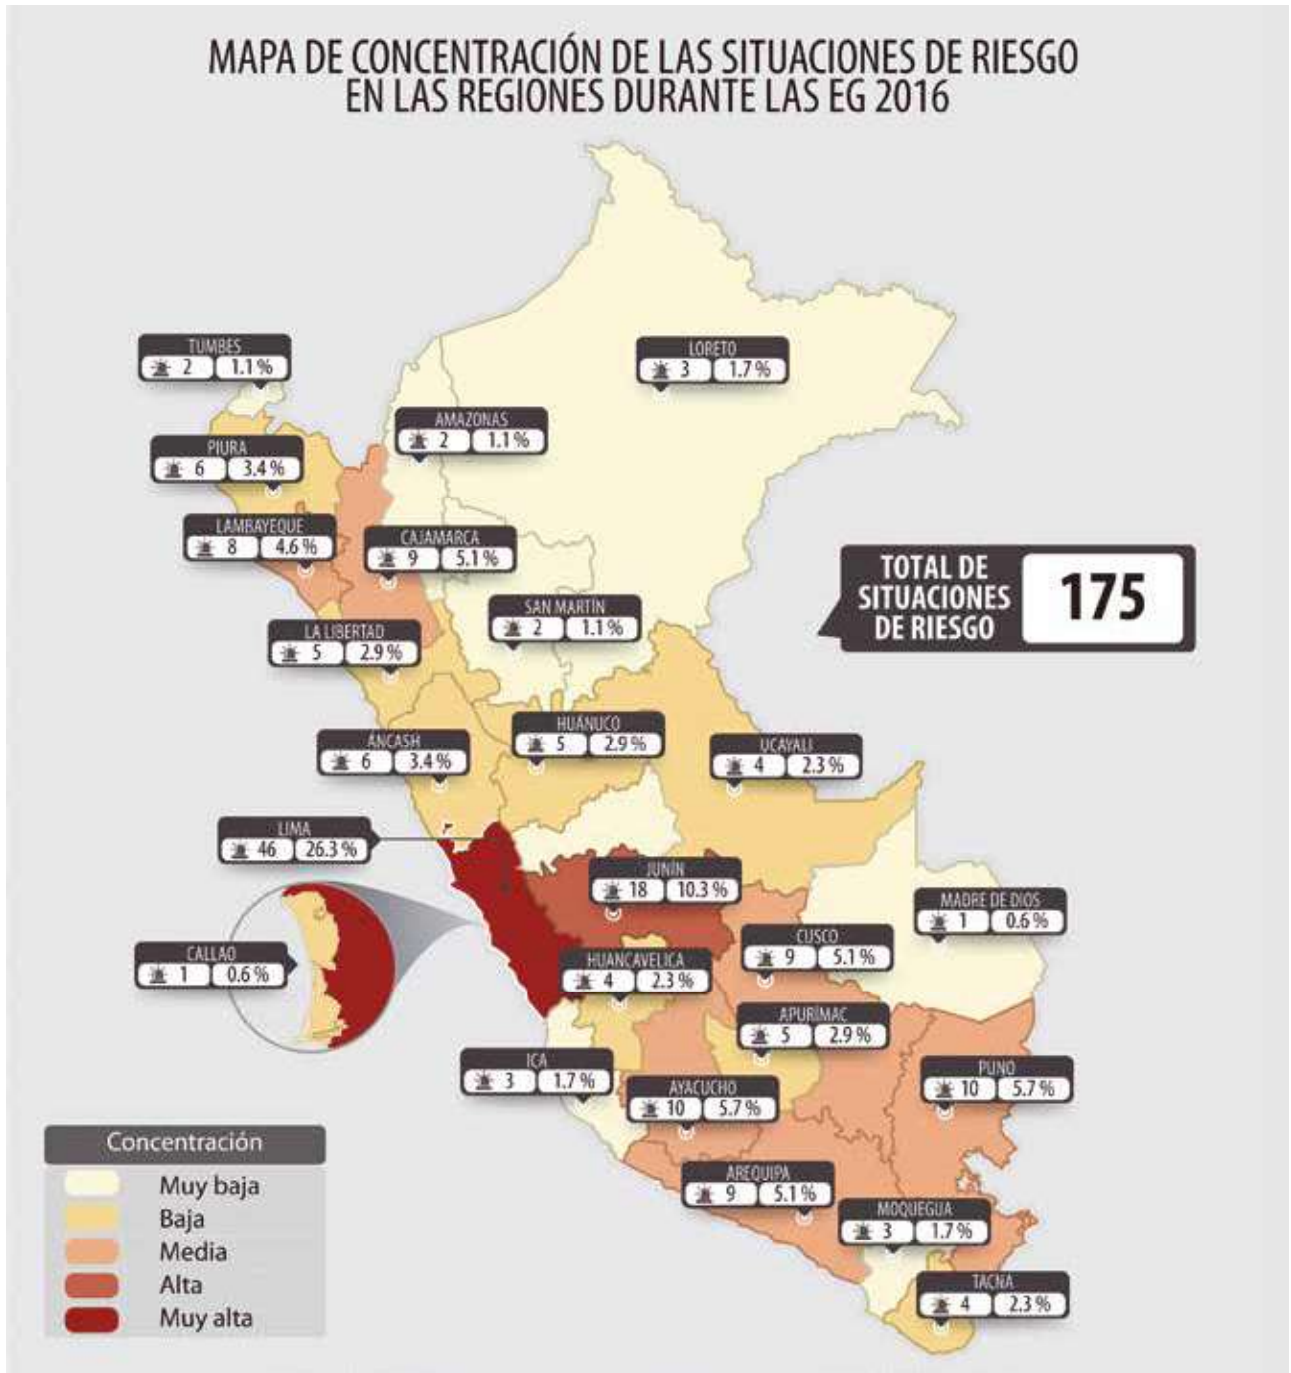 MAPA DE CONCENTRACIÓN DE LAS SITUACIONES DE RIESGO
EN LAS REGIONES DURANTE LAS EG 2016
TUMBES
2 1.1 %
LORETO
3 1.7 %
AMAZONAS
2 1.1 %
PIURA
6 3.4 %
LAMBAYEQUE
8 4.6 %
CAJAMARCA
9 5.1 %
SAN MARTÍN
2 1.1 %
LA LIBERTAD
5 2.9 %
TOTAL DE
SITUACIONES
DE RIESGO
175
HUÁNUCO
5 2.9 %
ÁNCASH
6 3.4 %
UCAYALI
4 2.3 %
LIMA
46 26.3 %
JUNÍN
18 10.3 %
MADRE DE DIOS
1 0.6 %
CUSCO
9 5.1 %
CALLAO
1 0.6 %
HUANCAVELICA
4 2.3 %
APURÍMAC
5 2.9 %
ICA
3 1.7 %
PUNO
10 5.7 %
AYACUCHO
10 5.7 %
AREQUIPA
9 5.1 %
MOQUEGUA
3 1.7 %
TACNA
4 2.3 %
Concentración
Muy baja
Baja
Media
Alta
Muy alta